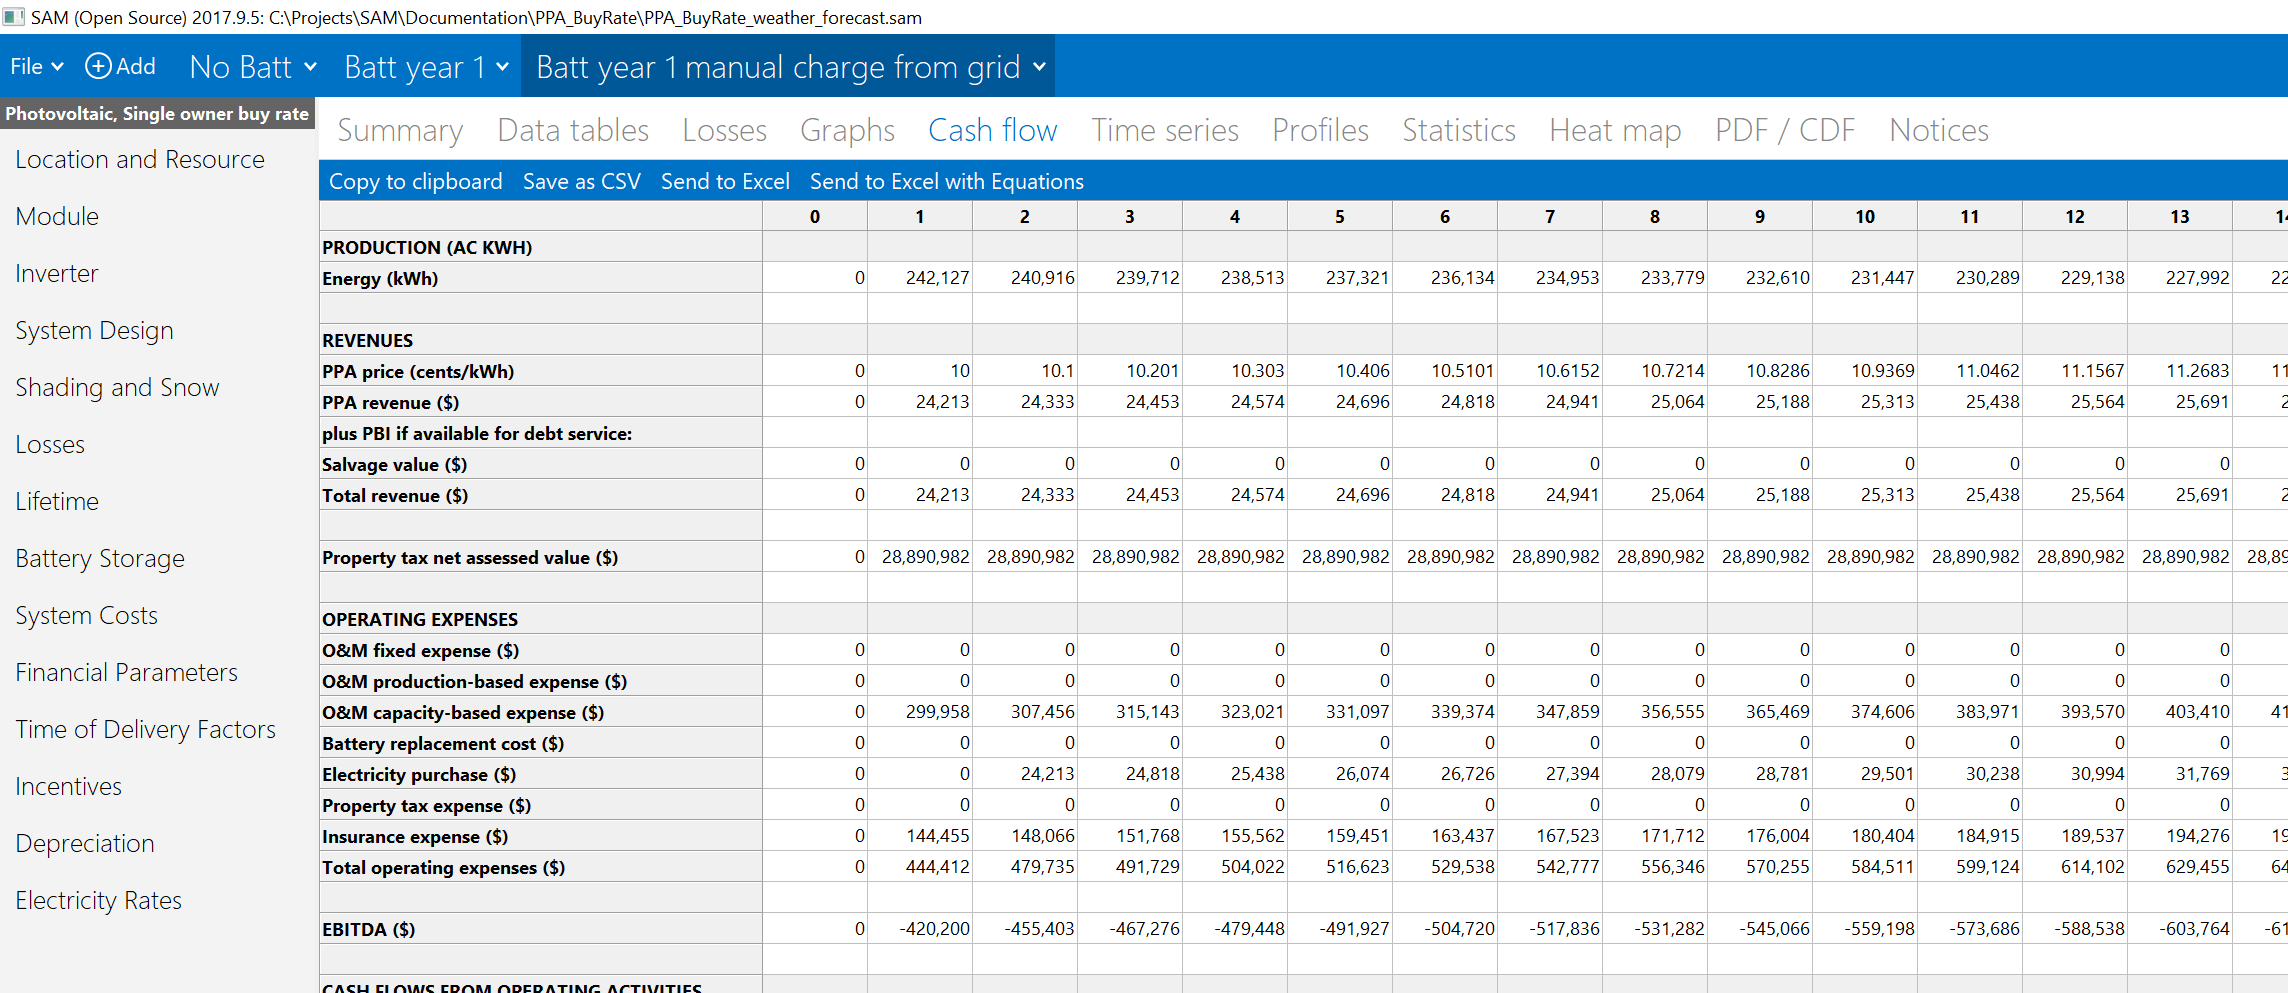 SAM (Open Source) 2017.9.5: C:\Projects\SAM\Documentation\PPA_BuyRate\PPA_BuyRate_weather_forecast.sam
File Add No Batt Batt year 1 Batt year 1 manual charge from grid
Photovoltaic, Single owner buy rate
Location and Resource
Module
Inverter
System Design
Shading and Snow
Losses
Lifetime
Battery Storage
System Costs
Financial Parameters
Time of Delivery Factors
Incentives
Depreciation
Electricity Rates
Summary Data tables Losses Graphs Cash flow Time series Profiles Statistics Heat map PDF / CDF Notices
Copy to clipboard Save as CSV Send to Excel Send to Excel with Equations
0 1 2 3 4 5 6 7 8 9 10 11 12 13
PRODUCTION (AC KWH)
Energy (kWh) 0 242,127 240,916 239,712 238,513 237,321 236,134 234,953 233,779 232,610 231,447 230,289 229,138 227,992
REVENUES
PPA price (cents/kWh) 0 10 10.1 10.201 10.303 10.406 10.5101 10.6152 10.7214 10.8286 10.9369 11.0462 11.1567 11.2683
PPA revenue ($) 0 24,213 24,333 24,453 24,574 24,696 24,818 24,941 25,064 25,188 25,313 25,438 25,564 25,691
plus PBI if available for debt service:
Salvage value ($) 0 0 0 0 0 0 0 0 0 0 0 0 0 0
Total revenue ($) 0 24,213 24,333 24,453 24,574 24,696 24,818 24,941 25,064 25,188 25,313 25,438 25,564 25,691
Property tax net assessed value ($) 0 28,890,982 28,890,982 28,890,982 28,890,982 28,890,982 28,890,982 28,890,982 28,890,982 28,890,982 28,890,982 28,890,982 28,890,982 28,890,982
OPERATING EXPENSES
O&M fixed expense ($) 0 0 0 0 0 0 0 0 0 0 0 0 0 0
O&M production-based expense ($) 0 0 0 0 0 0 0 0 0 0 0 0 0 0
O&M capacity-based expense ($) 0 299,958 307,456 315,143 323,021 331,097 339,374 347,859 356,555 365,469 374,606 383,971 393,570 403,410
Battery replacement cost ($) 0 0 0 0 0 0 0 0 0 0 0 0 0 0
Electricity purchase ($) 0 0 24,213 24,818 25,438 26,074 26,726 27,394 28,079 28,781 29,501 30,238 30,994 31,769
Property tax expense ($) 0 0 0 0 0 0 0 0 0 0 0 0 0 0
Insurance expense ($) 0 144,455 148,066 151,768 155,562 159,451 163,437 167,523 171,712 176,004 180,404 184,915 189,537 194,276
Total operating expenses ($) 0 444,412 479,735 491,729 504,022 516,623 529,538 542,777 556,346 570,255 584,511 599,124 614,102 629,455
EBITDA ($) 0 -420,200 -455,403 -467,276 -479,448 -491,927 -504,720 -517,836 -531,282 -545,066 -559,198 -573,686 -588,538 -603,764
CASH FLOWS FROM OPERATING ACTIVITIES